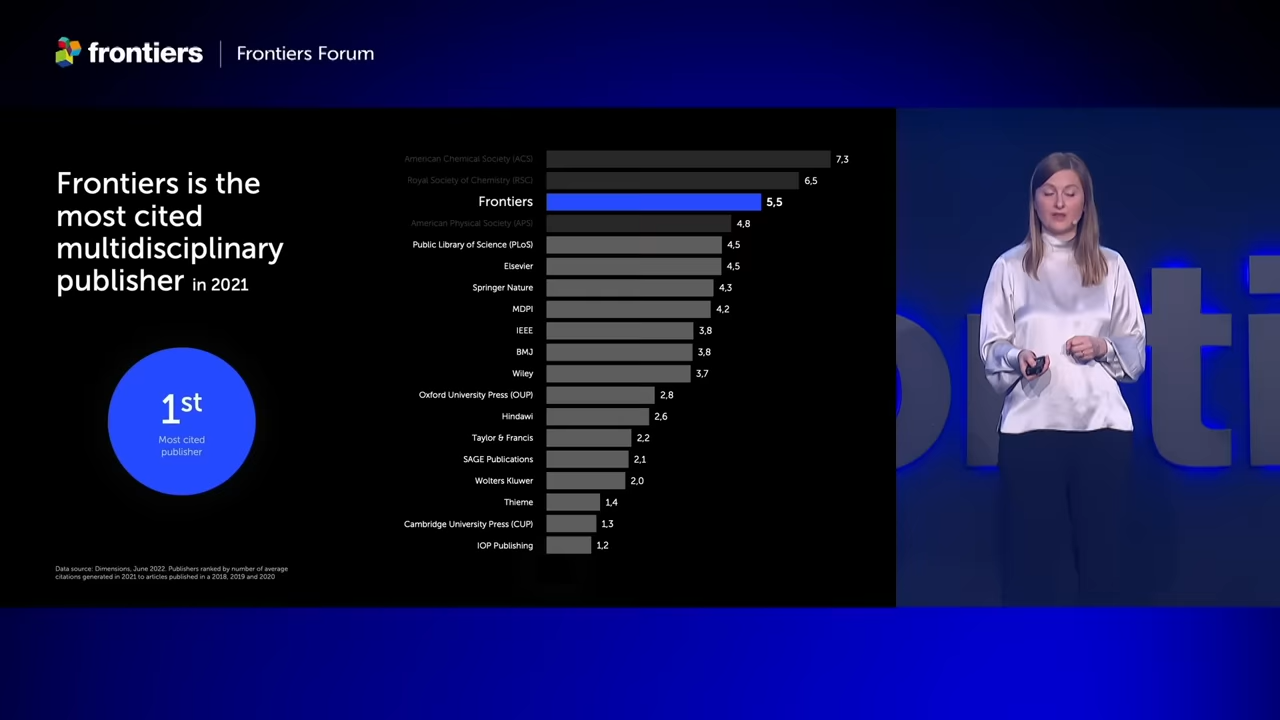 frontiers | Frontiers Forum
Frontiers is the
most cited
multidisciplinary
publisher in 2021
1st
Most cited
publisher
Data source: Dimensions, June 2022. Publishers ranked by number of average
citations generated in 2021 to articles published in a 2018, 2019 and 2020
American Chemical Society (ACS) 7,3
Royal Society of Chemistry (RSC) 6,5
Frontiers 5,5
American Physical Society (APS) 4,8
Public Library of Science (PLoS) 4,5
Elsevier 4,5
Springer Nature 4,3
MDPI 4,2
IEEE 3,8
BMJ 3,8
Wiley 3,7
Oxford University Press (OUP) 2,8
Hindawi 2,6
Taylor & Francis 2,2
SAGE Publications 2,1
Wolters Kluwer 2,0
Thieme 1,4
Cambridge University Press (CUP) 1,3
IOP Publishing 1,2